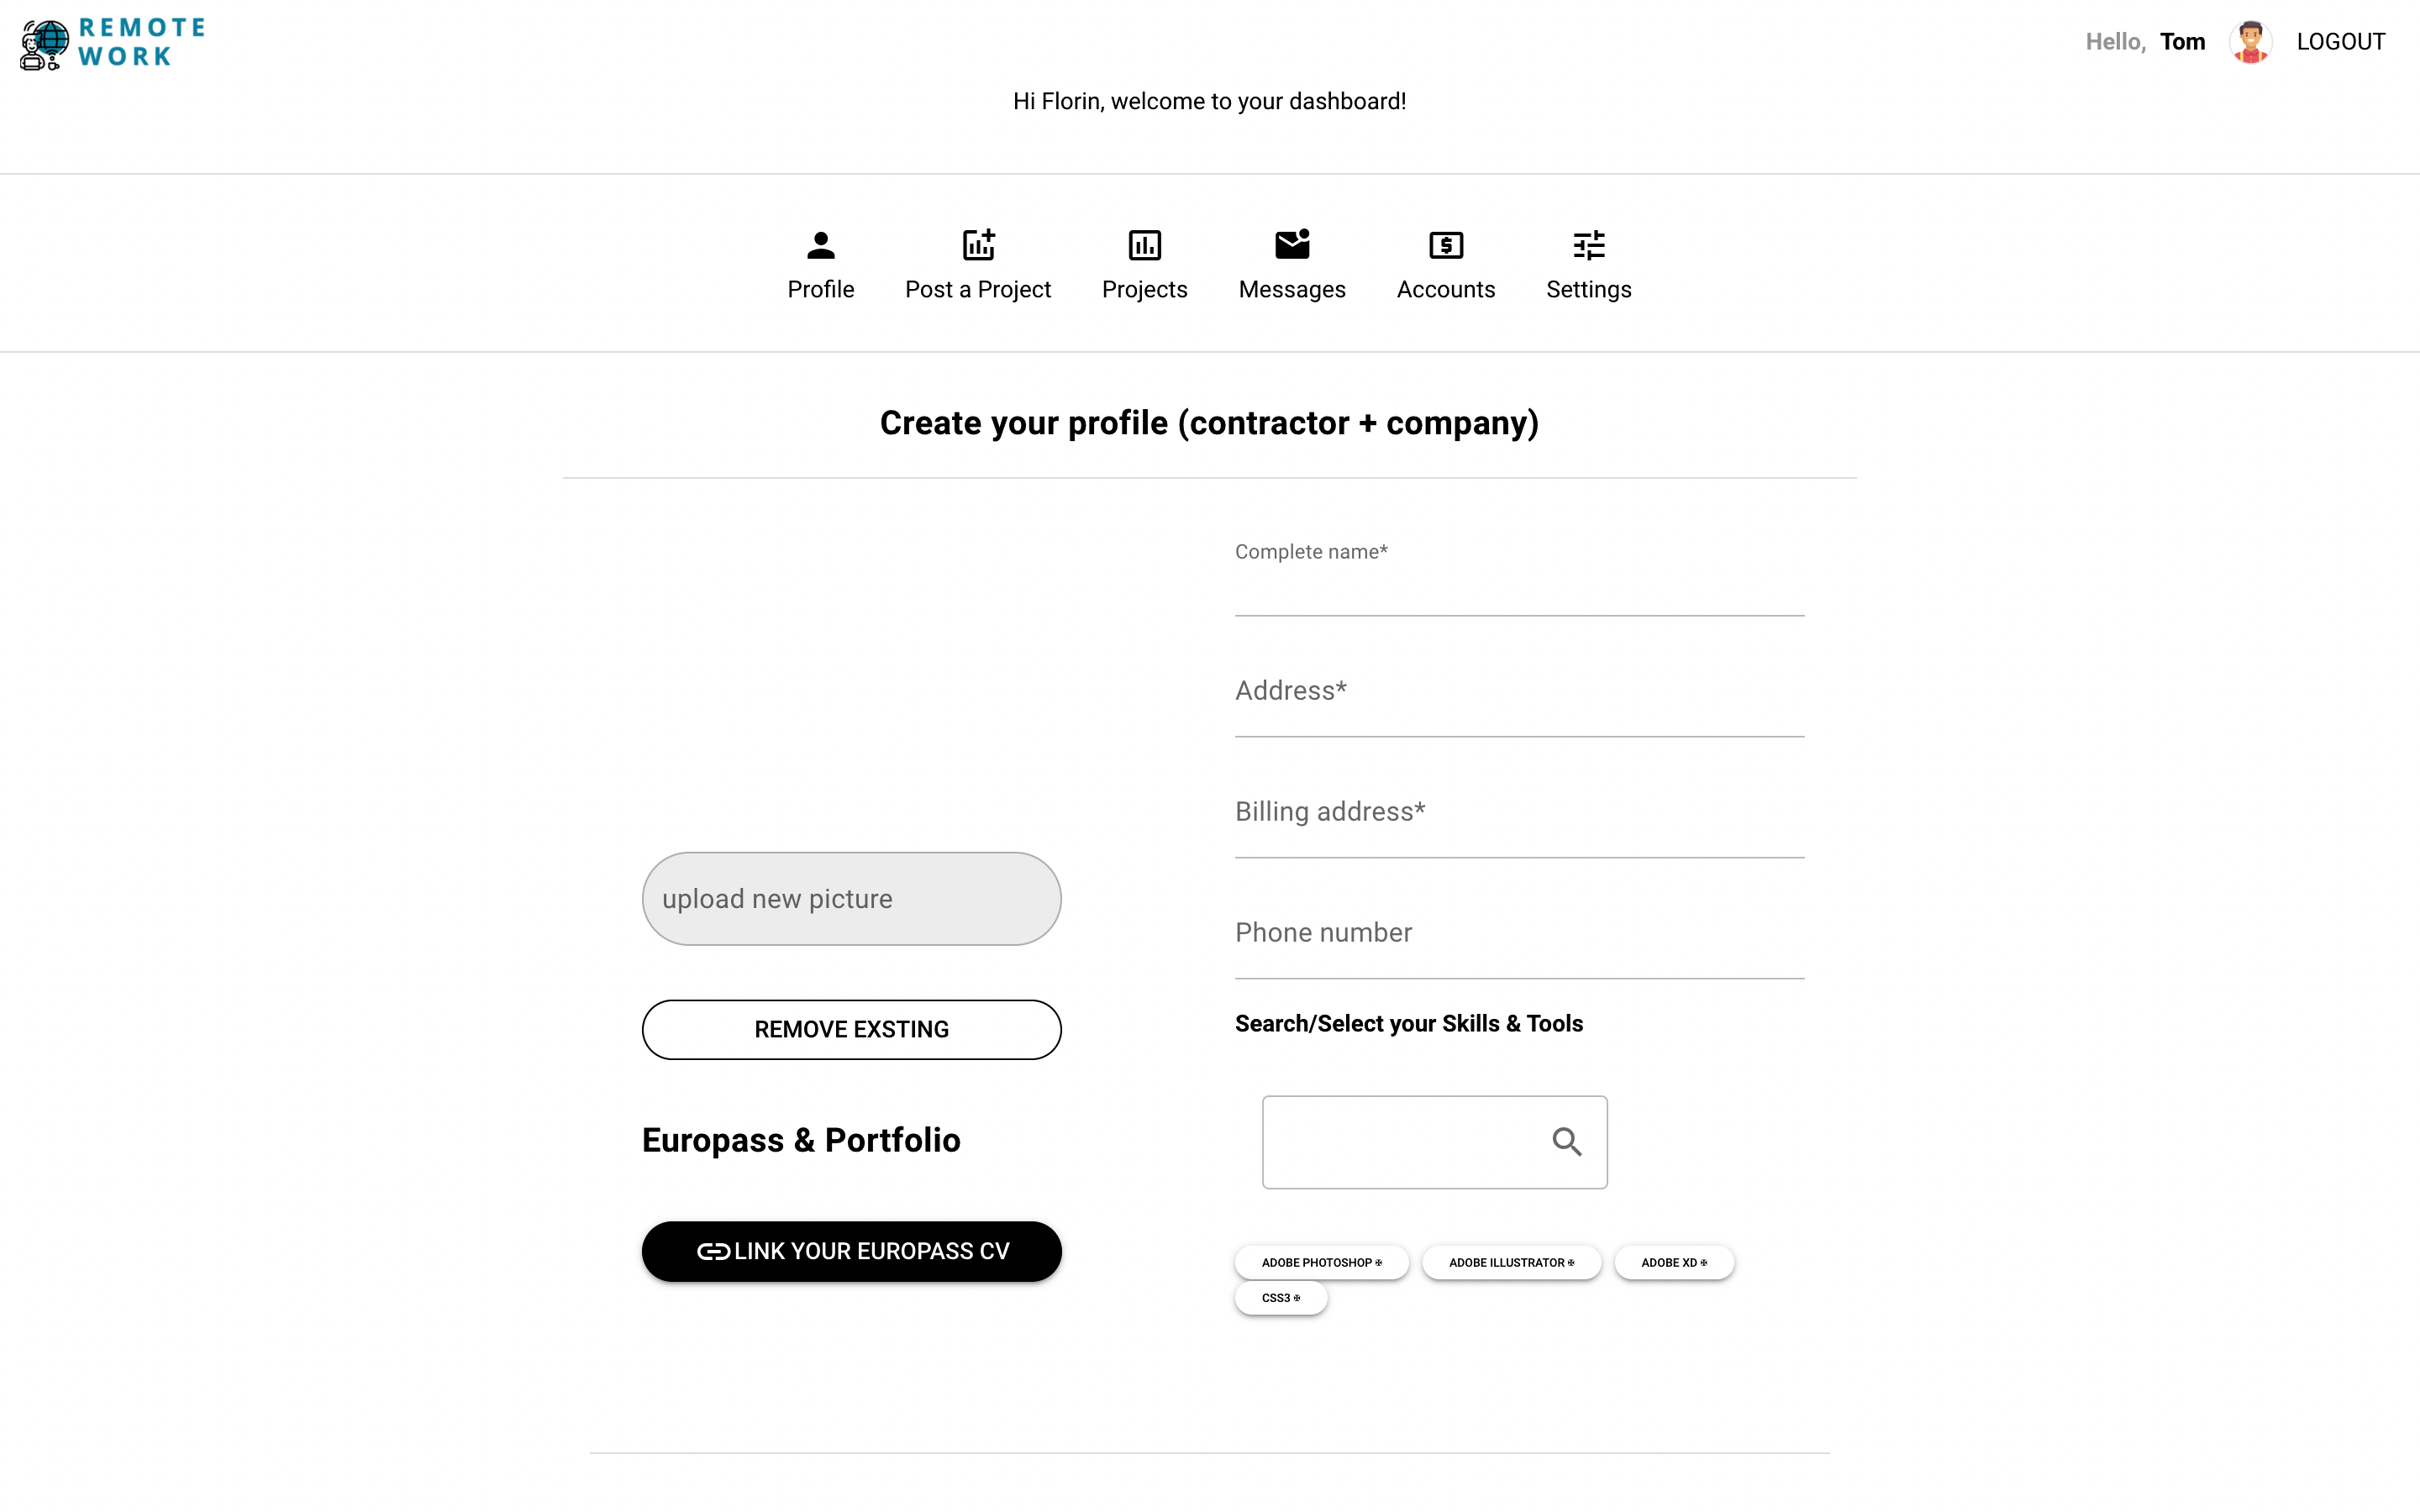 REMOTE
WORK
Hello, Tom
LOGOUT
Hi Florin, welcome to your dashboard!
Profile
Post a Project
Projects
Messages
Accounts
Settings
Create your profile (contractor + company)
upload new picture
REMOVE EXSTING
Europass & Portfolio
LINK YOUR EUROPASS CV
Complete name*
Address*
Billing address*
Phone number
Search/Select your Skills & Tools
ADOBE PHOTOSHOP ✠
ADOBE ILLUSTRATOR ✠
ADOBE XD ✠
CSS3 ✠